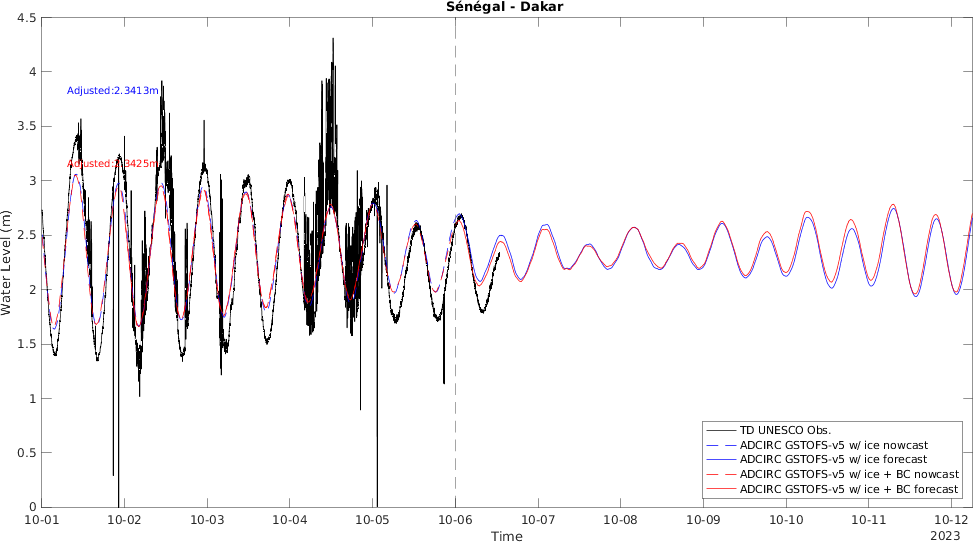 Sénégal - Dakar
Water Level (m)
4.5
4
3.5
3
2.5
2
1.5
1
0.5
0
Adjusted:2.3413m
Adjusted:2.3425m
TD UNESCO Obs.
ADCIRC GSTOFS-v5 w/ ice nowcast
ADCIRC GSTOFS-v5 w/ ice forecast
ADCIRC GSTOFS-v5 w/ ice + BC nowcast
ADCIRC GSTOFS-v5 w/ ice + BC forecast
10-01 10-02 10-03 10-04 10-05 10-06 10-07 10-08 10-09 10-10 10-11 10-12
Time
2023